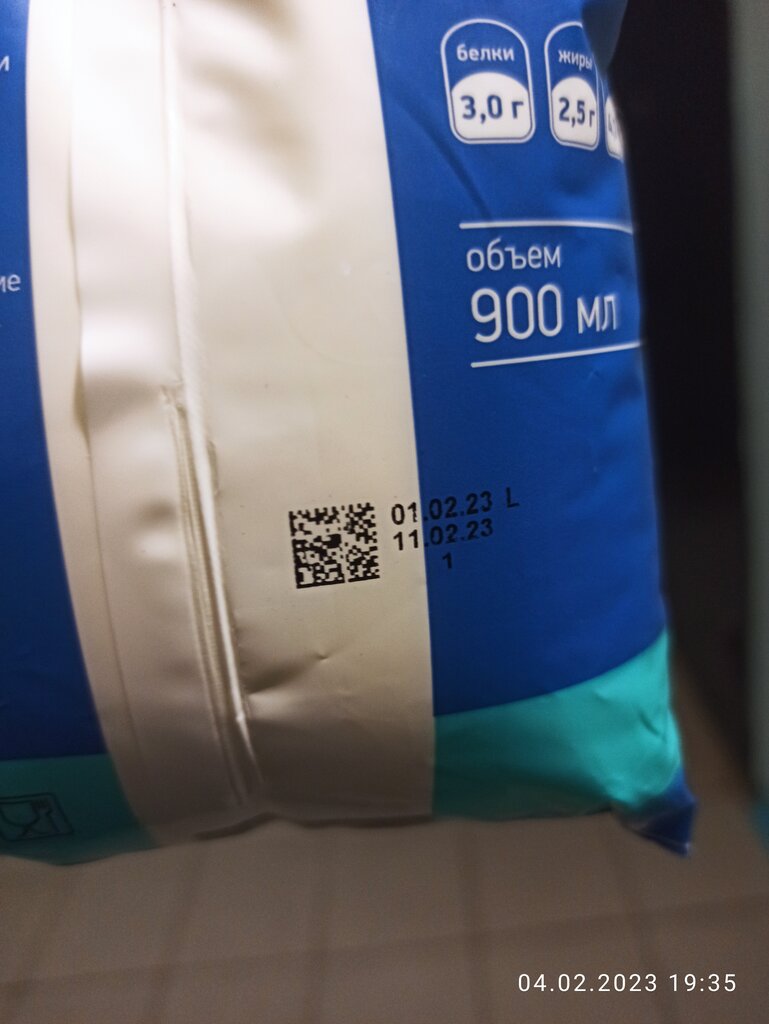 белки
3,0 г
жиры
2,5 г
объем
900 мл
01.02.23 L
11.02.23
1
04.02.2023 19:35